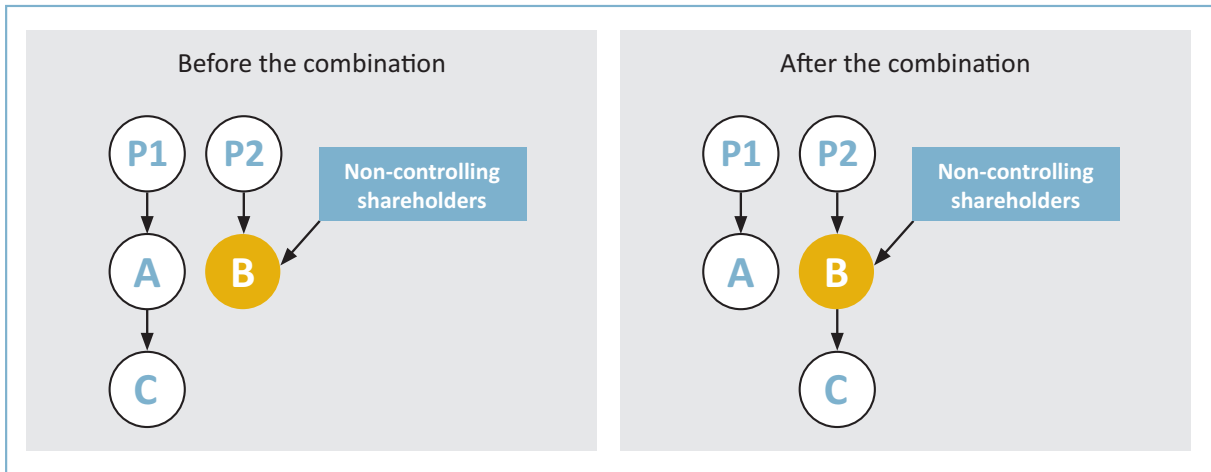 Before the combination
P1
P2
Non-controlling
shareholders
A
B
C
After the combination
P1
P2
Non-controlling
shareholders
A
B
C